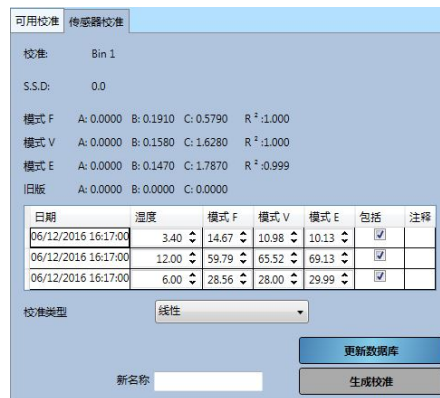 可用校准 传感器校准
校准: Bin 1
S.S.D: 0.0
模式 F A: 0.0000 B: 0.1910 C: 0.5790 R ² :1.000
模式 V A: 0.0000 B: 0.1580 C: 1.6280 R ² :1.000
模式 E A: 0.0000 B: 0.1470 C: 1.7870 R ² :0.999
旧版 A: 0.0000 B: 0.0000 C: 0.0000
日期 湿度 模式 F 模式 V 模式 E 包括 注释
06/12/2016 16:17:00 3.40 14.67 10.98 10.13
06/12/2016 16:17:00 12.00 59.79 65.52 69.13
06/12/2016 16:17:00 6.00 28.56 28.00 29.99
校准类型 线性
更新数据库
新名称 生成校准